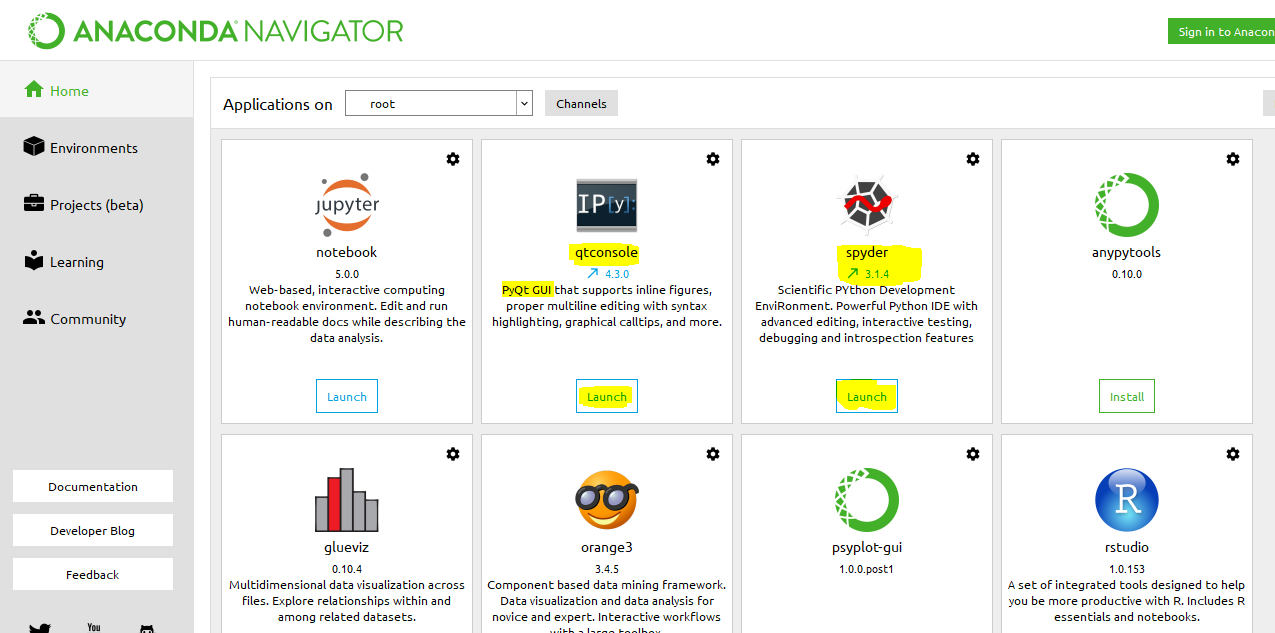 ANACONDA NAVIGATOR
Sign in to Anacon
Home
Environments
Projects (beta)
Learning
Community
Documentation
Developer Blog
Feedback
You
Applications on
root
Channels
jupyter
notebook
5.0.0
Web-based, interactive computing
notebook environment. Edit and run
human-readable docs while describing the
data analysis.
Launch
IP[y]:
qtconsole
4.3.0
PyQt GUI that supports inline figures,
proper multiline editing with syntax
highlighting, graphical calltips, and more.
Launch
spyder
3.1.4
Scientific PYthon Development
EnviRonment. Powerful Python IDE with
advanced editing, interactive testing,
debugging and introspection features
Launch
anypytools
0.10.0
Install
glueviz
0.10.4
Multidimensional data visualization across
files. Explore relationships within and
among related datasets.
orange3
3.4.5
Component based data mining framework.
Data visualization and data analysis for
novice and expert. Interactive workflows
with a large toolbox.
psyplot-gui
1.0.0.post1
R
rstudio
1.0.153
A set of integrated tools designed to help
you be more productive with R. Includes R
essentials and notebooks.